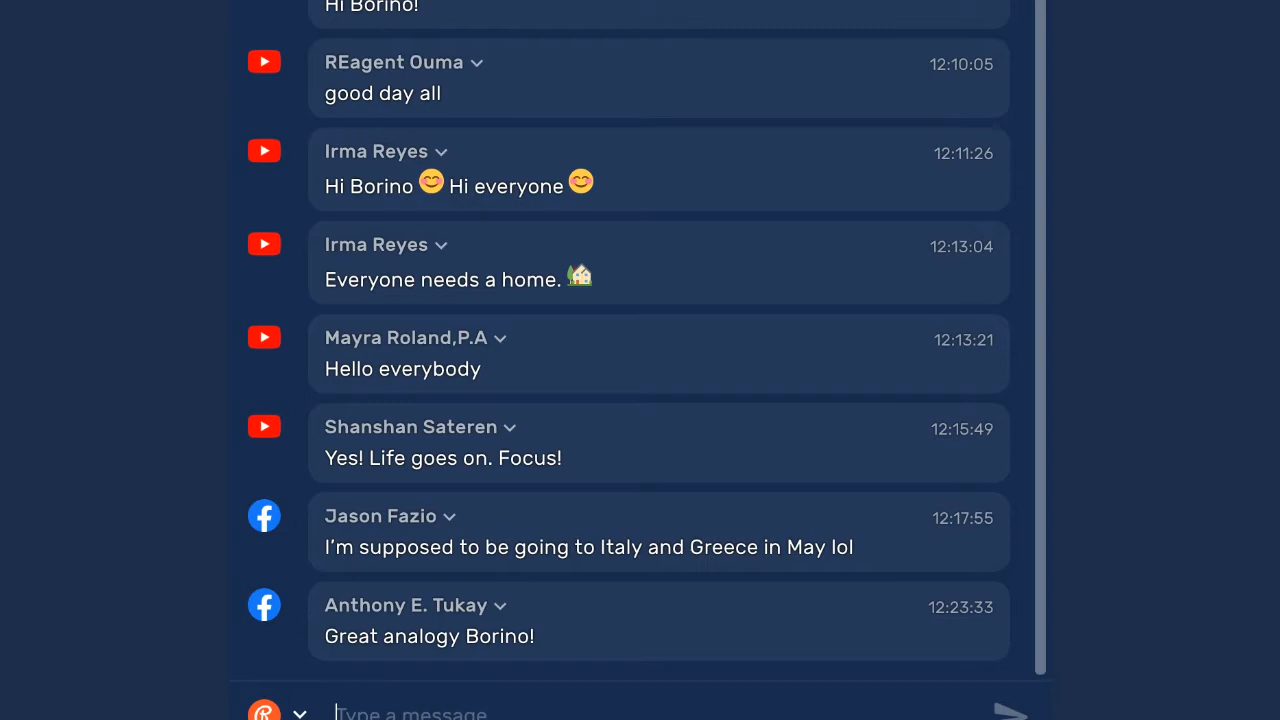 Hi Borino!
REagent Ouma 12:10:05
good day all
Irma Reyes 12:11:26
Hi Borino 😊 Hi everyone 😊
Irma Reyes 12:13:04
Everyone needs a home. 🏡
Mayra Roland,P.A 12:13:21
Hello everybody
Shanshan Sateren 12:15:49
Yes! Life goes on. Focus!
Jason Fazio 12:17:55
I'm supposed to be going to Italy and Greece in May lol
Anthony E. Tukay 12:23:33
Great analogy Borino!
Type a message